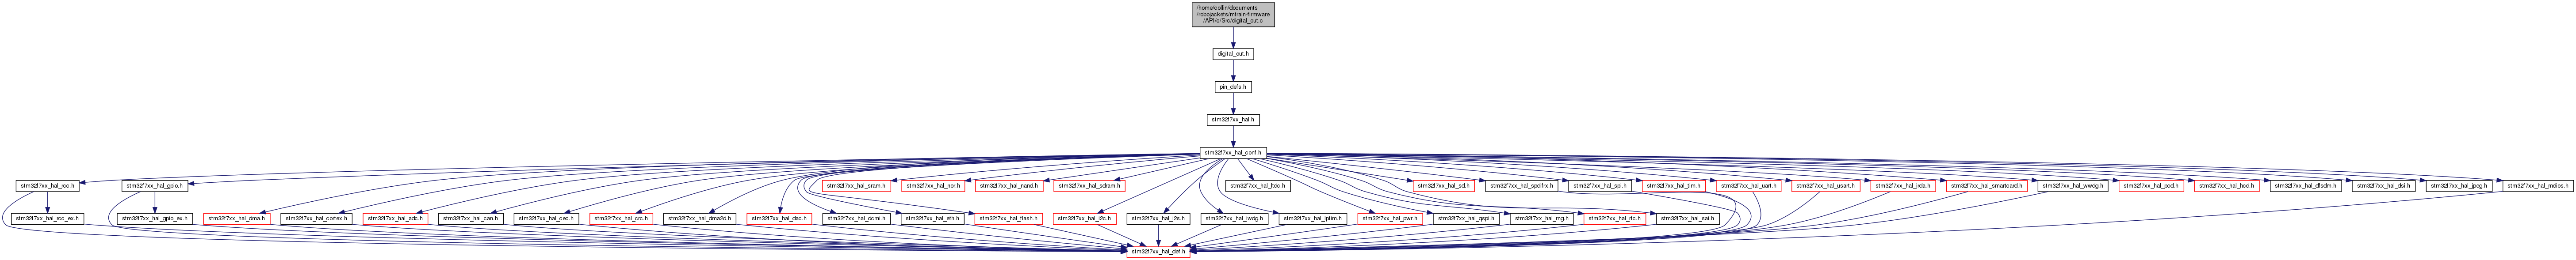 /home/collin/documents
/robojackets/mtrain-firmware
/API/c/Src/digital_out.c
digital_out.h
pin_defs.h
stm32f7xx_hal.h
stm32f7xx_hal_conf.h
stm32f7xx_hal_rcc.h
stm32f7xx_hal_gpio.h
stm32f7xx_hal_sram.h
stm32f7xx_hal_nor.h
stm32f7xx_hal_nand.h
stm32f7xx_hal_sdram.h
stm32f7xx_hal_ltdc.h
stm32f7xx_hal_sd.h
stm32f7xx_hal_spdifrx.h
stm32f7xx_hal_spi.h
stm32f7xx_hal_tim.h
stm32f7xx_hal_uart.h
stm32f7xx_hal_usart.h
stm32f7xx_hal_irda.h
stm32f7xx_hal_smartcard.h
stm32f7xx_hal_wwdg.h
stm32f7xx_hal_pcd.h
stm32f7xx_hal_hcd.h
stm32f7xx_hal_dfsdm.h
stm32f7xx_hal_dsi.h
stm32f7xx_hal_jpeg.h
stm32f7xx_hal_mdios.h
stm32f7xx_hal_rcc_ex.h
stm32f7xx_hal_gpio_ex.h
stm32f7xx_hal_dma.h
stm32f7xx_hal_cortex.h
stm32f7xx_hal_adc.h
stm32f7xx_hal_can.h
stm32f7xx_hal_cec.h
stm32f7xx_hal_crc.h
stm32f7xx_hal_dma2d.h
stm32f7xx_hal_dac.h
stm32f7xx_hal_dcmi.h
stm32f7xx_hal_eth.h
stm32f7xx_hal_flash.h
stm32f7xx_hal_i2c.h
stm32f7xx_hal_i2s.h
stm32f7xx_hal_iwdg.h
stm32f7xx_hal_lptim.h
stm32f7xx_hal_pwr.h
stm32f7xx_hal_qspi.h
stm32f7xx_hal_rng.h
stm32f7xx_hal_rtc.h
stm32f7xx_hal_sai.h
stm32f7xx_hal_def.h